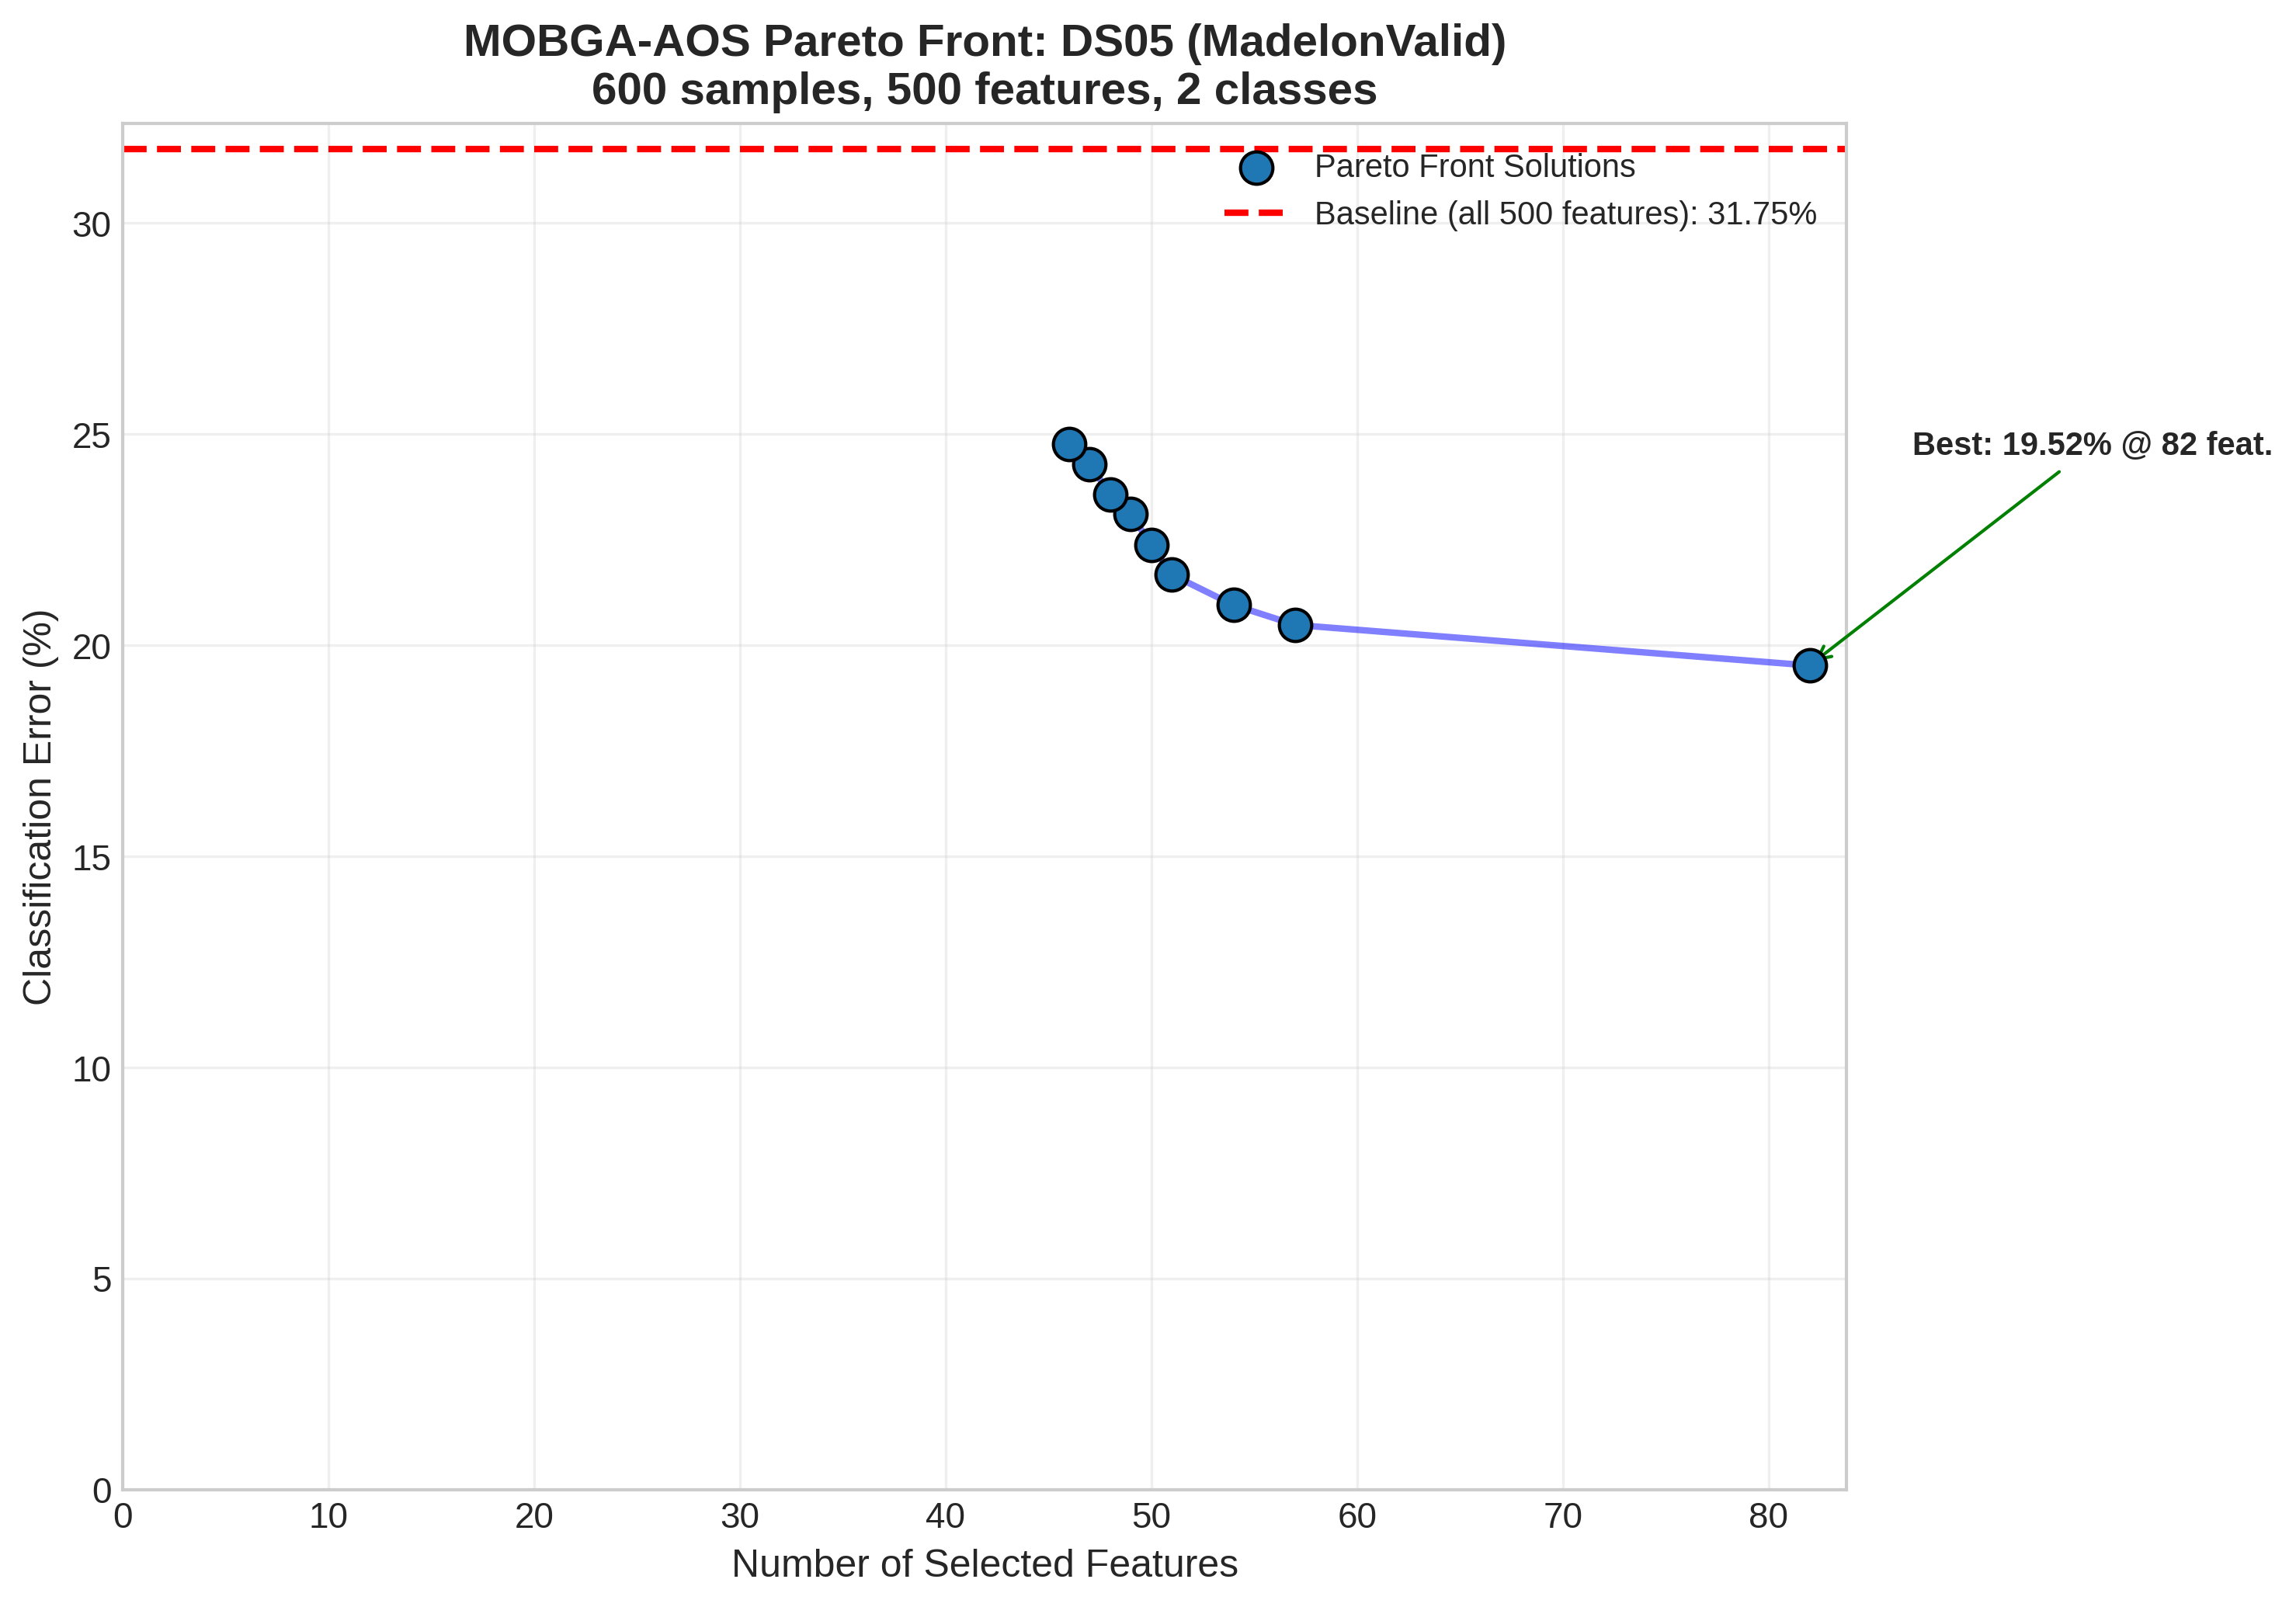 MOBGA-AOS Pareto Front: DS05 (MadelonValid)
600 samples, 500 features, 2 classes
Pareto Front Solutions
Baseline (all 500 features): 31.75%
Best: 19.52% @ 82 feat.
Classification Error (%)
30
25
20
15
10
5
0
0 10 20 30 40 50 60 70 80
Number of Selected Features